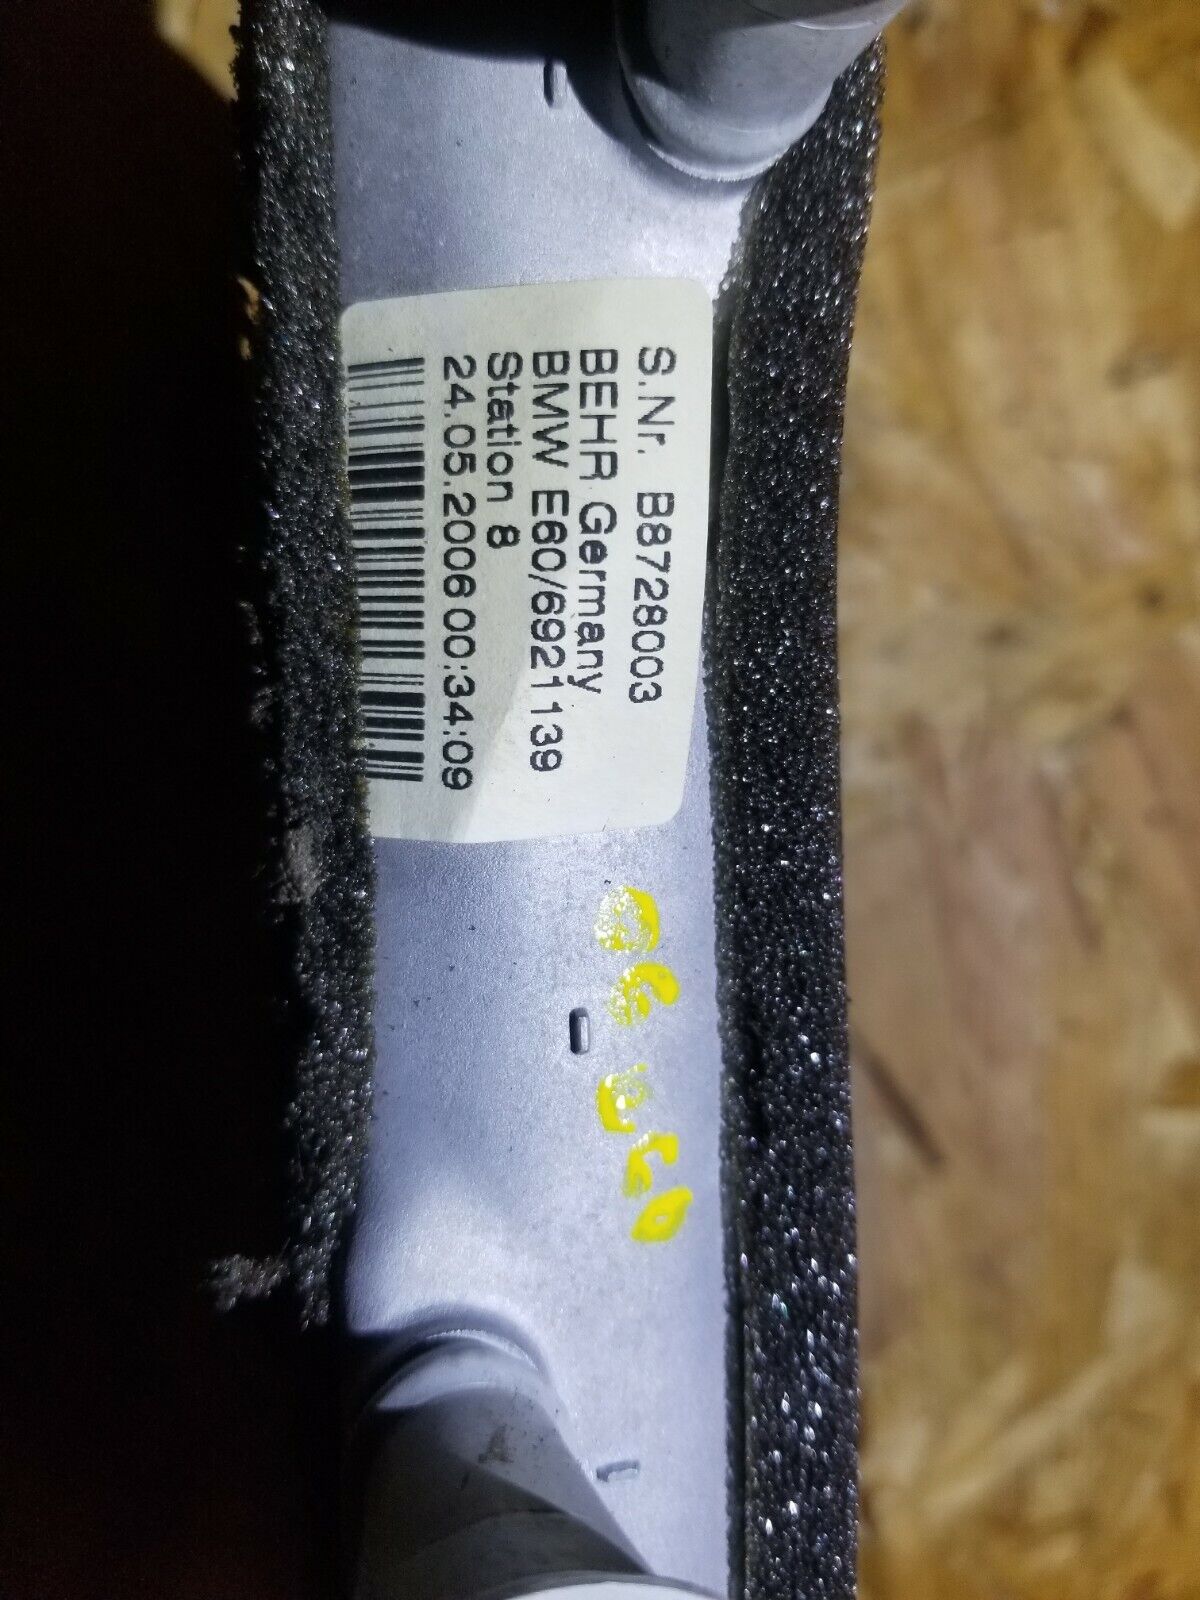 S.Nr. B8728003
BEHR Germany
BMW E60/6921139
Station 8
24.05.2006 00:34:09